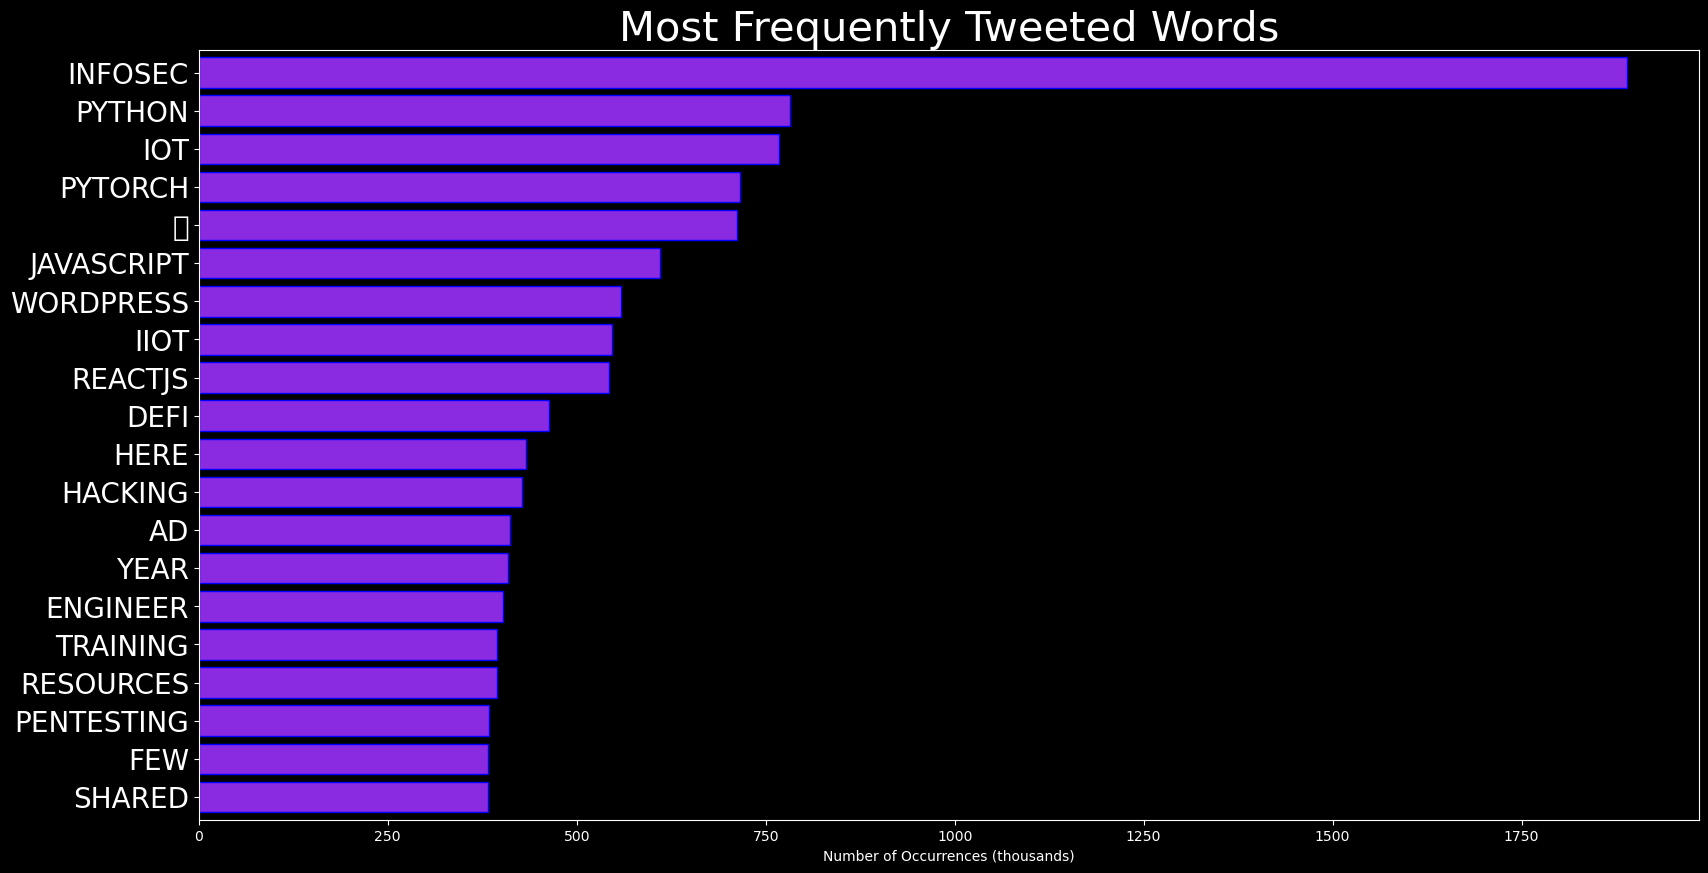 Most Frequently Tweeted Words
INFOSEC
PYTHON
IOT
PYTORCH
JAVASCRIPT
WORDPRESS
IIOT
REACTJS
DEFI
HERE
HACKING
AD
YEAR
ENGINEER
TRAINING
RESOURCES
PENTESTING
FEW
SHARED
0 250 500 750 1000 1250 1500 1750
Number of Occurrences (thousands)